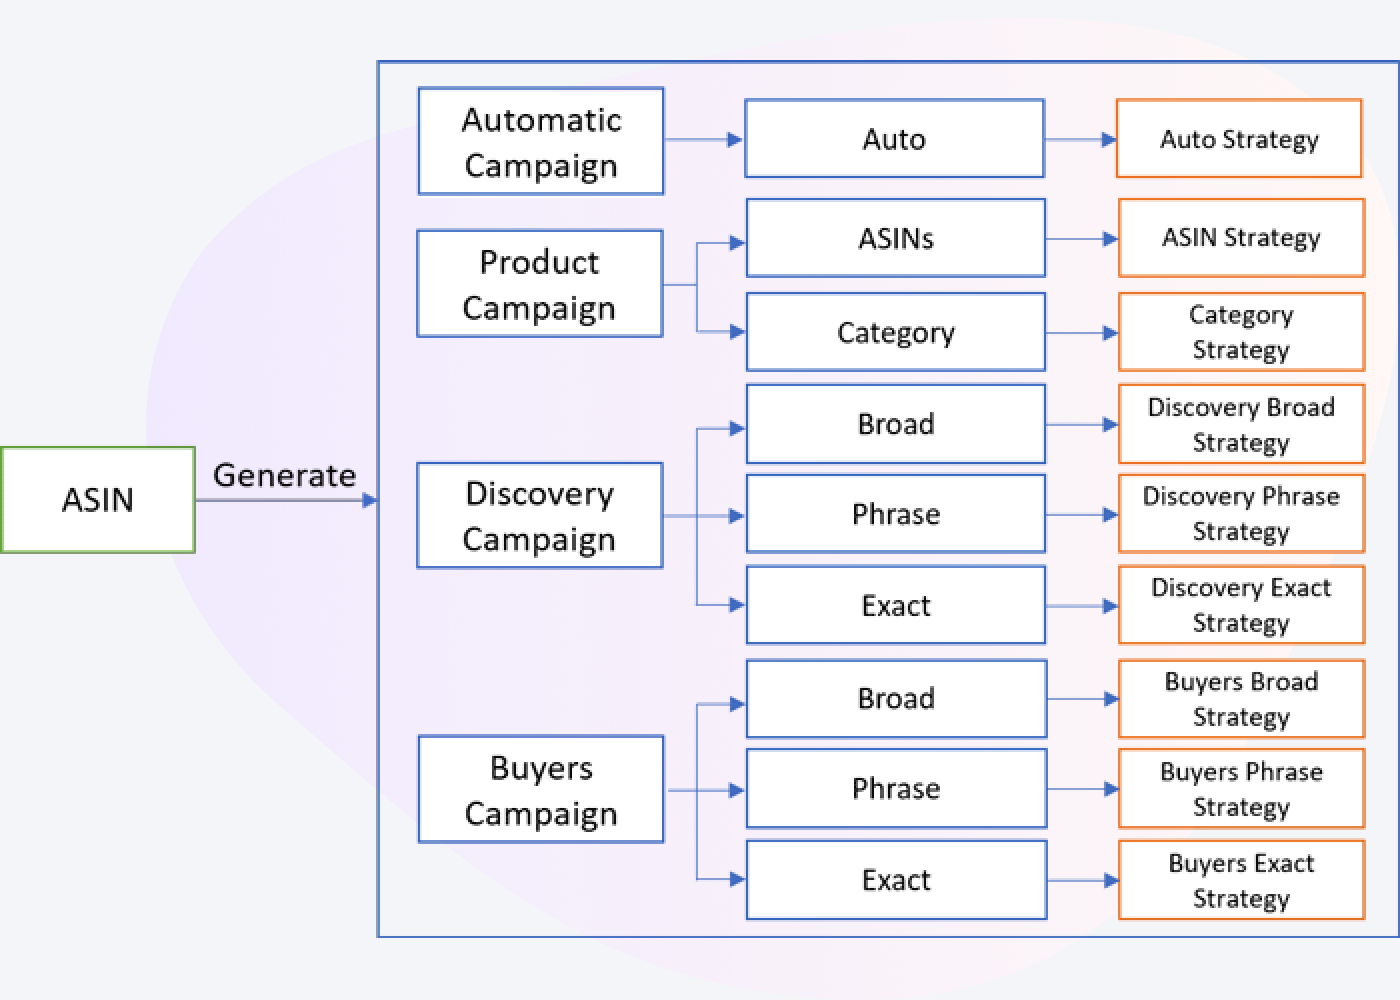 Automatic
Campaign
Auto
Auto Strategy
Product
Campaign
ASINs
ASIN Strategy
Category
Category
Strategy
ASIN
Generate
Discovery
Campaign
Broad
Discovery Broad
Strategy
Phrase
Discovery Phrase
Strategy
Exact
Discovery Exact
Strategy
Buyers
Campaign
Broad
Buyers Broad
Strategy
Phrase
Buyers Phrase
Strategy
Exact
Buyers Exact
Strategy